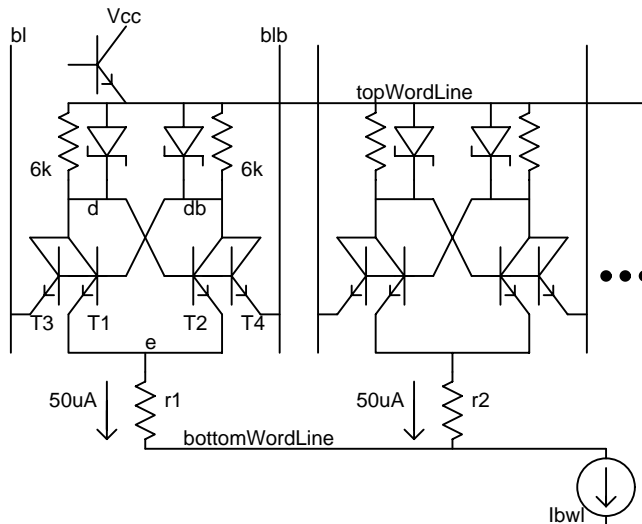 Vcc
bl
blb
topWordLine
6k
6k
d
db
T3
T1
T2
T4
e
50uA
r1
50uA
r2
bottomWordLine
Ibwl